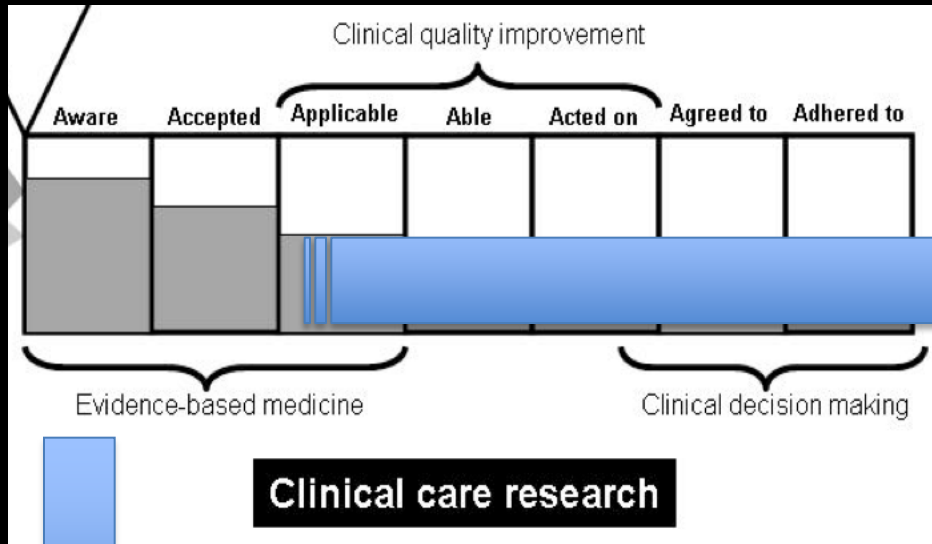 Clinical quality improvement
Aware Accepted Applicable Able Acted on Agreed to Adhered to
Evidence-based medicine Clinical decision making
Clinical care research